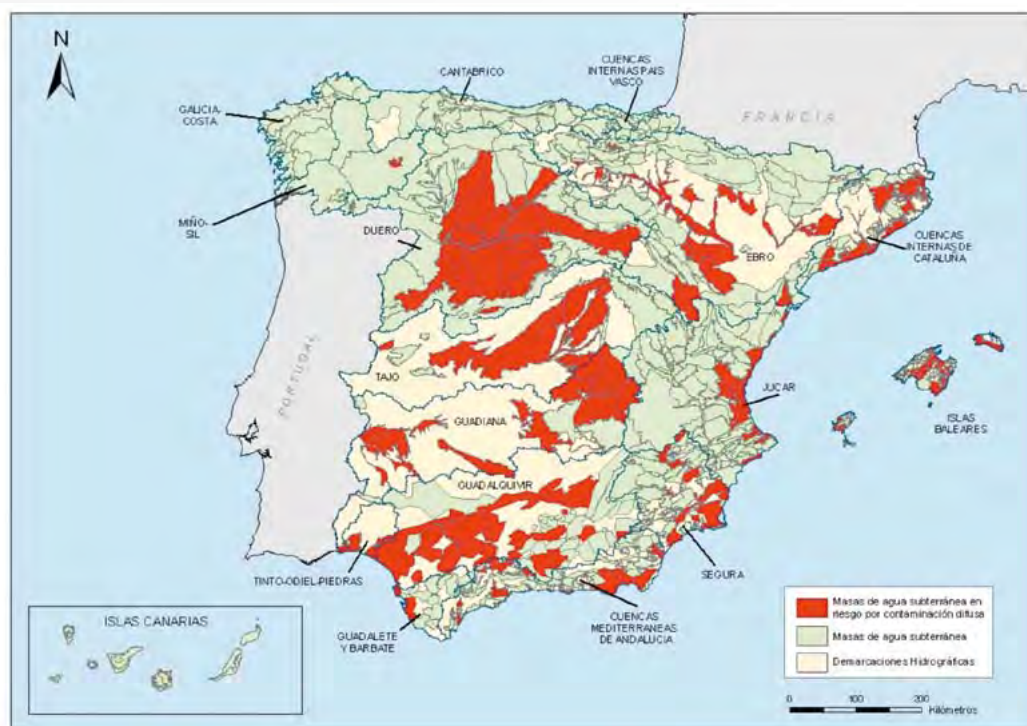 N
CANTABRICO
CUENCAS
INTERNAS PAIS
VASCO
GALICIA-
COSTA
FRANCIA
MIÑO-
SIL
DUERO
CUENCAS
INTERNAS DE
CATALUÑA
EBRO
PORTUGAL
TAJO
JUCAR
ISLAS
BALEARES
GUADIANA
GUADALQUIVIR
TINTO-ODIEL-PIEDRAS
SEGURA
GUADALETE
Y BARBATE
CUENCAS
MEDITERRANEAS
DE ANDALUCIA
ISLAS CANARIAS
Masas de agua subterránea en
riesgo por contaminación difusa
Masas de agua subterránea
Demarcaciones Hidrográficas
0 100 200
Kilómetros